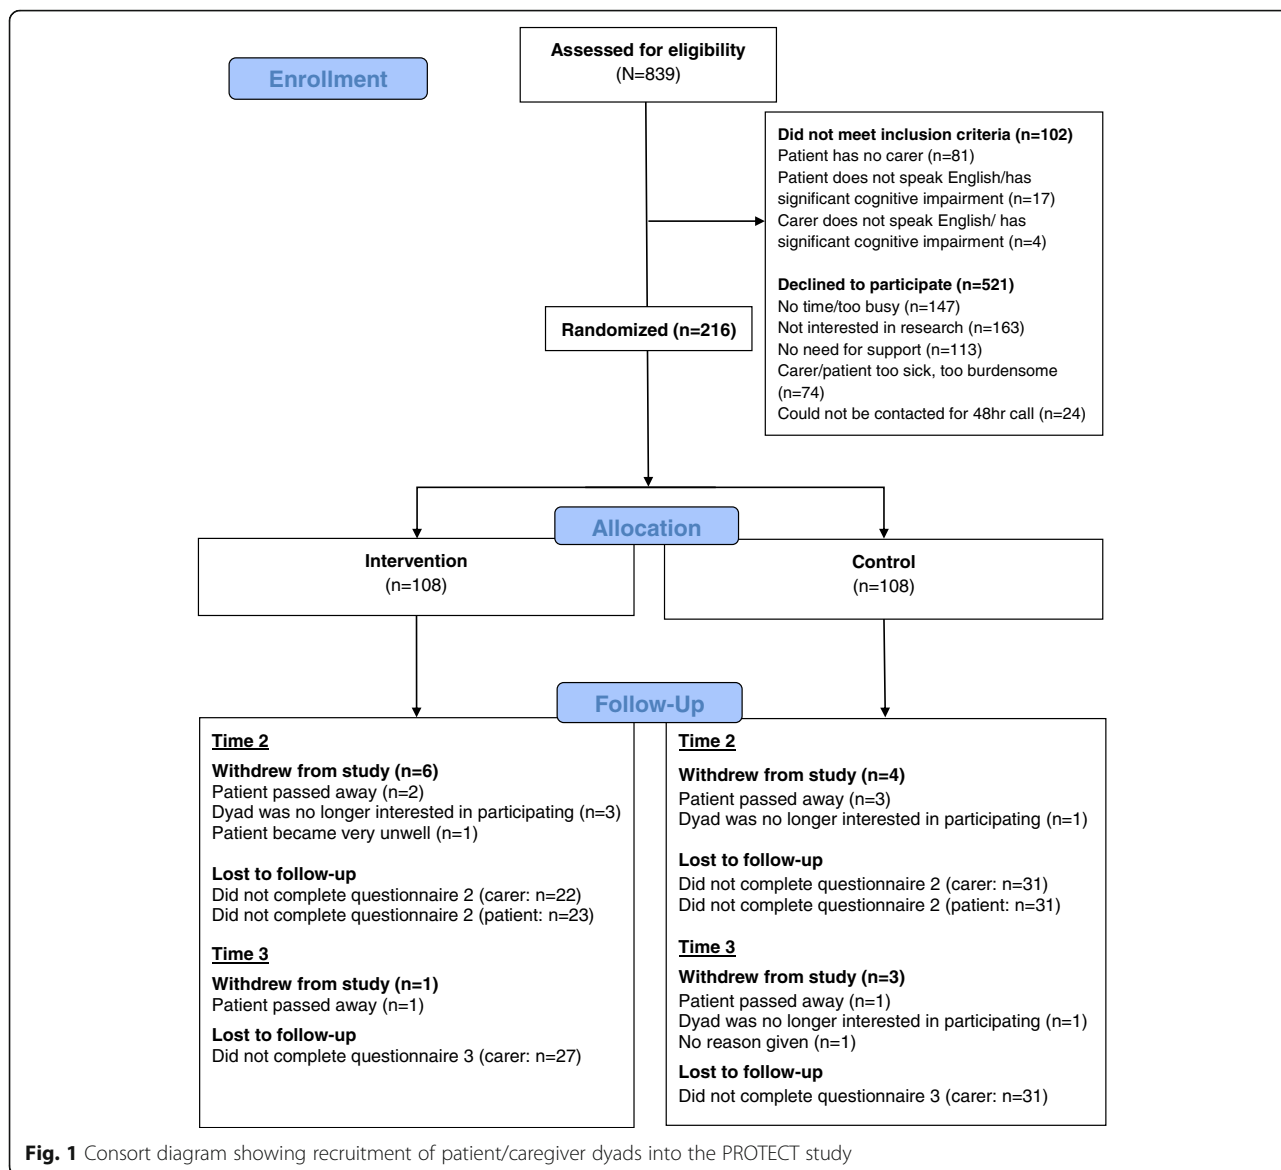 Assessed for eligibility
(N=839)
Enrollment
Did not meet inclusion criteria (n=102)
Patient has no carer (n=81)
Patient does not speak English/has
significant cognitive impairment (n=17)
Carer does not speak English/ has
significant cognitive impairment (n=4)
Declined to participate (n=521)
No time/too busy (n=147)
Not interested in research (n=163)
No need for support (n=113)
Carer/patient too sick, too burdensome
(n=74)
Could not be contacted for 48hr call (n=24)
Randomized (n=216)
Allocation
Intervention
(n=108)
Control
(n=108)
Follow-Up
Time 2
Withdrew from study (n=6)
Patient passed away (n=2)
Dyad was no longer interested in participating (n=3)
Patient became very unwell (n=1)
Lost to follow-up
Did not complete questionnaire 2 (carer: n=22)
Did not complete questionnaire 2 (patient: n=23)
Time 3
Withdrew from study (n=1)
Patient passed away (n=1)
Lost to follow-up
Did not complete questionnaire 3 (carer: n=27)
Time 2
Withdrew from study (n=4)
Patient passed away (n=3)
Dyad was no longer interested in participating (n=1)
Lost to follow-up
Did not complete questionnaire 2 (carer: n=31)
Did not complete questionnaire 2 (patient: n=31)
Time 3
Withdrew from study (n=3)
Patient passed away (n=1)
Dyad was no longer interested in participating (n=1)
No reason given (n=1)
Lost to follow-up
Did not complete questionnaire 3 (carer: n=31)
Fig. 1 Consort diagram showing recruitment of patient/caregiver dyads into the PROTECT study